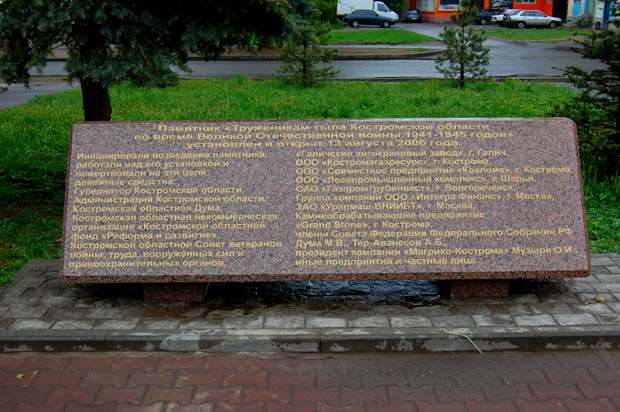 Памятник «Труженикам тыла Костромской области
во время Великой Отечественной войны 1941-1945 годов»
установлен и открыт 13 августа 2006 года.
Инициировали возведение памятника,
работали над его установкой и
пожертвовали на эти цели
денежные средства:
Губернатор Костромской области,
Администрация Костромской области,
Костромская областная Дума,
Костромская областная некоммерческая
организация «Костромской областной
фонд «Реформа и развитие»,
Костромской областной Совет ветеранов
войны, труда, вооруженных сил и
правоохранительных органов,
«Галичский автокрановый завод», г. Галич,
ООО «Костромагазресурс», г. Кострома,
ООО «Совместное предприятие «Кохлома», г. Кострома,
ООО «Лесопромышленный комплекс», г. Шарья,
ОАО «Газпромтрубинвест», г. Волгореченск,
Группа компаний ООО «Интегра Финанс», г. Москва,
ЗАО «Уралмаш-ВНИИБТ», г. Москва,
Камнеобрабатывающее предприятие
«Grand Stone», г. Кострома,
члены Совета Федерации Федерального Собрания РФ
Дума М.В., Тер-Аванесов А.Б.,
президент компании «Магрико-Кострома» Музыря О.И.
иные предприятия и частные лица.